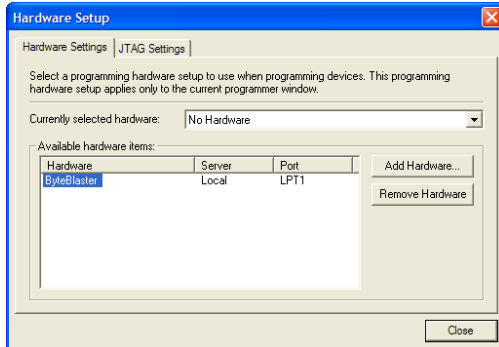 Hardware Setup
Hardware Settings JTAG Settings
Select a programming hardware setup to use when programming devices. This programming
hardware setup applies only to the current programmer window.
Currently selected hardware: No Hardware
Available hardware items:
Hardware Server Port
ByteBlaster Local LPT1
Add Hardware...
Remove Hardware
Close